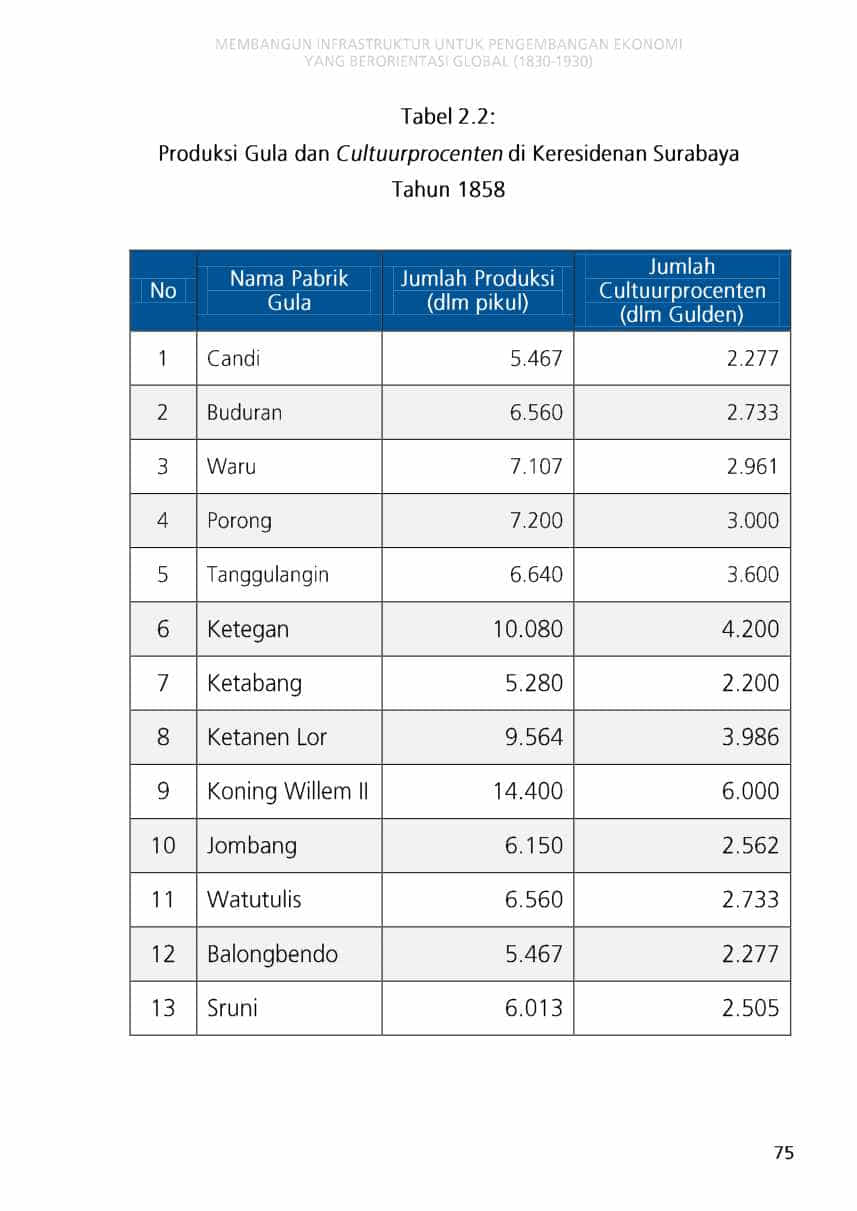 MEMBANGUN INFRASTRUKTUR UNTUK PENGEMBANGAN EKONOMI
YANG BERORIENTASI GLOBAL (1830-1930)
Tabel 2.2:
Produksi Gula dan Cultuurprocenten di Keresidenan Surabaya
Tahun 1858
No Nama Pabrik Gula Jumlah Produksi (dlm pikul) Jumlah Cultuurprocenten (dlm Gulden)
1 Candi 5.467 2.277
2 Buduran 6.560 2.733
3 Waru 7.107 2.961
4 Porong 7.200 3.000
5 Tanggulangin 6.640 3.600
6 Ketegan 10.080 4.200
7 Ketabang 5.280 2.200
8 Ketanen Lor 9.564 3.986
9 Koning Willem II 14.400 6.000
10 Jombang 6.150 2.562
11 Watutulis 6.560 2.733
12 Balongbendo 5.467 2.277
13 Sruni 6.013 2.505
75